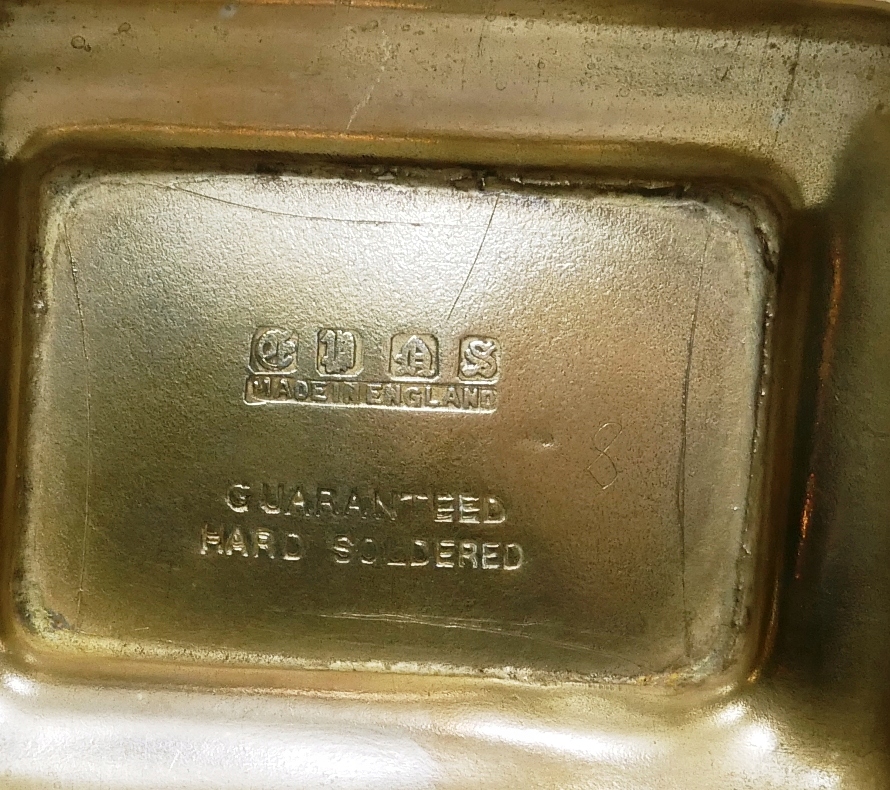 A S
MADE IN ENGLAND
GUARANTEED
HARD SOLDERED